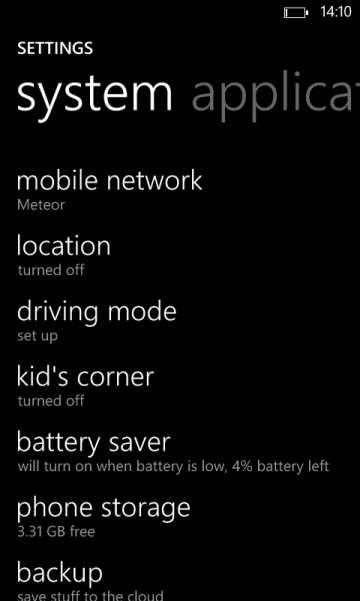 14:10
SETTINGS
system applicat
mobile network
Meteor
location
turned off
driving mode
set up
kid's corner
turned off
battery saver
will turn on when battery is low, 4% battery left
phone storage
3.31 GB free
backup
save stuff to the cloud